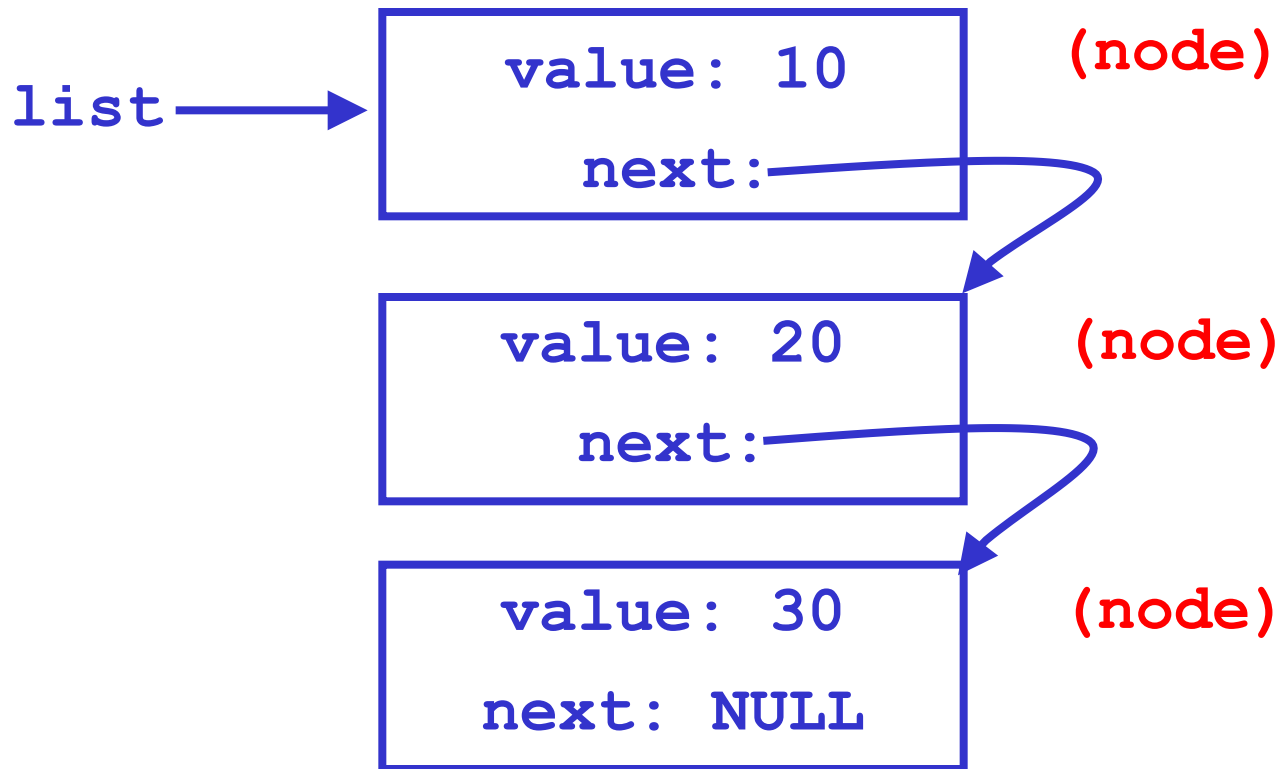 value: 10
(node)
list
next:
value: 20
(node)
next:
value: 30
(node)
next: NULL